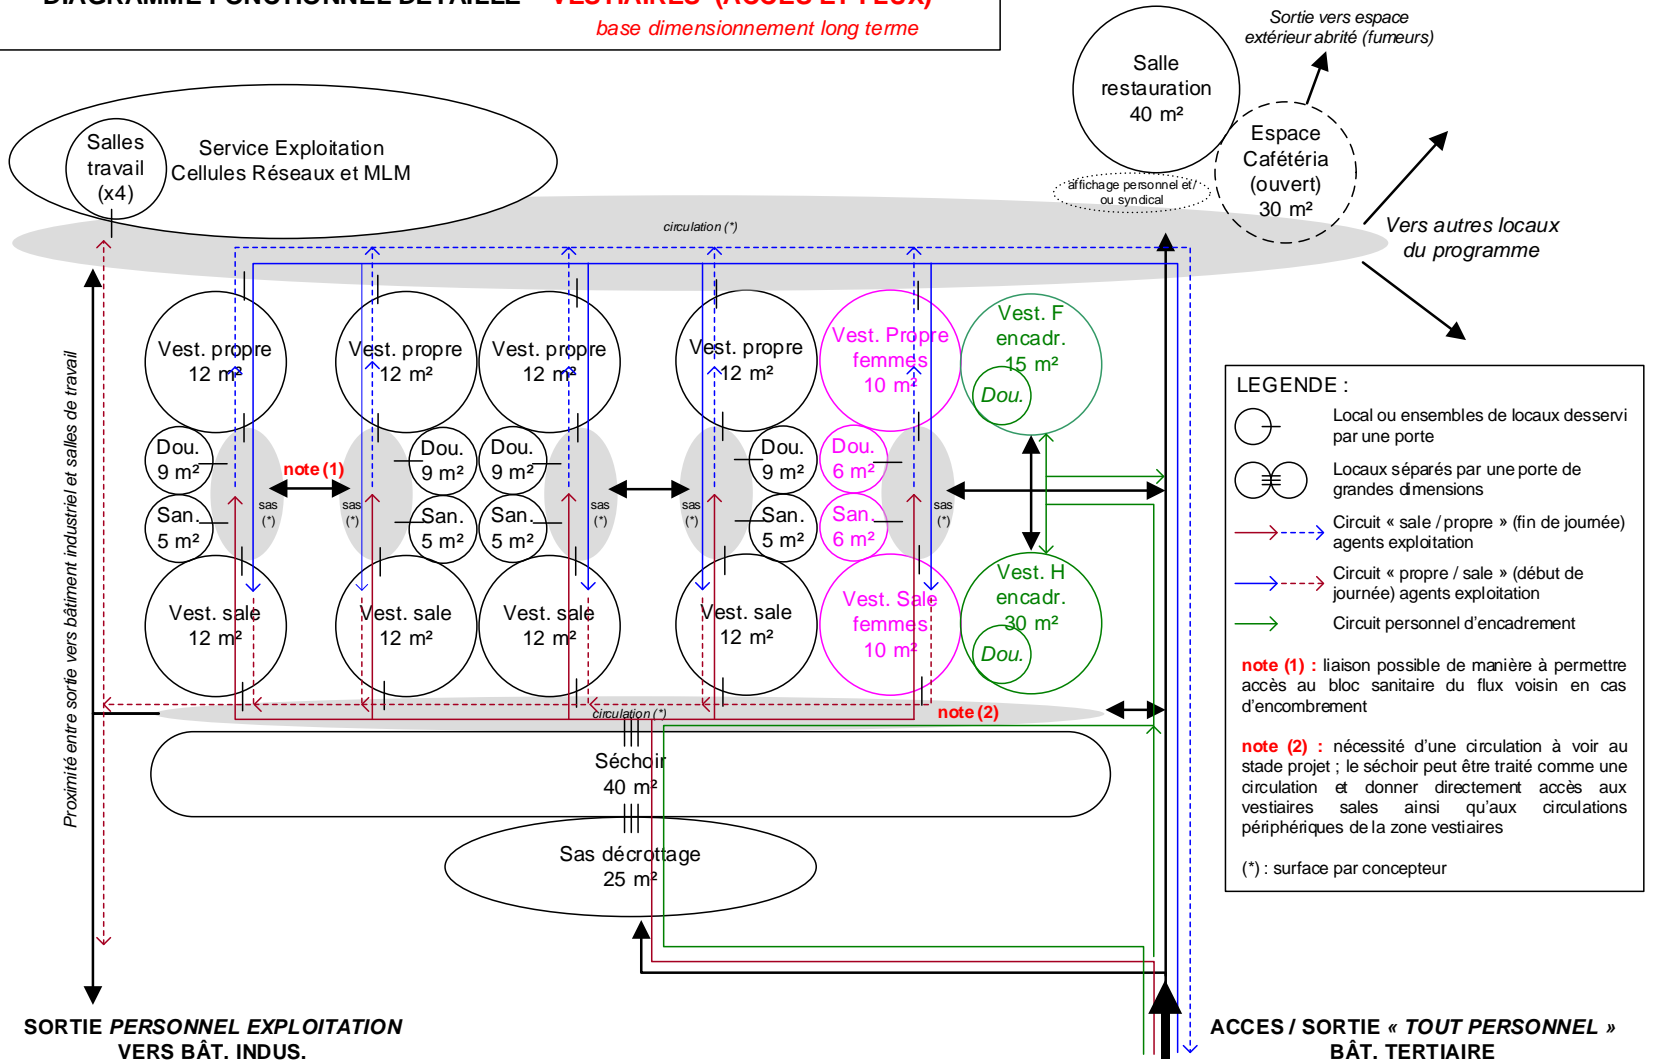 DIAGRAMME FONCTIONNEL DETAILLE – VESTIAIRES (ACCES ET FLUX)
base dimensionnement long terme
Sortie vers espace
extérieur abrité (fumeurs)
Salle
restauration
40 m²
Espace
Cafétéria
(ouvert)
30 m²
affichage personnel et/
ou syndical
Vers autres locaux
du programme
Salles
travail
(x4)
Service Exploitation
Cellules Réseaux et MLM
circulation (*)
Proximité entre sortie vers bâtiment industriel et salles de travail
Vest. propre
12 m²
Vest. propre
12 m²
Vest. propre
12 m²
Vest. propre
12 m²
Vest. Propre
femmes
10 m²
Vest. F
encadr.
15 m²
Dou.
Dou.
9 m²
note (1)
Dou.
9 m²
Dou.
9 m²
Dou.
9 m²
Dou.
6 m²
San.
5 m²
sas
(*)
sas
(*)
San.
5 m²
San.
5 m²
sas
(*)
sas
(*)
San.
5 m²
San.
6 m²
sas
(*)
Vest. sale
12 m²
Vest. sale
12 m²
Vest. sale
12 m²
Vest. sale
12 m²
Vest. Sale
femmes
10 m²
Vest. H
encadr.
30 m²
Dou.
circulation (*)
note (2)
Séchoir
40 m²
Sas décrottage
25 m²
LEGENDE :
Local ou ensembles de locaux desservi
par une porte
Locaux séparés par une porte de
grandes dimensions
Circuit « sale / propre » (fin de journée)
agents exploitation
Circuit « propre / sale » (début de
journée) agents exploitation
Circuit personnel d'encadrement
note (1) : liaison possible de manière à permettre
accès au bloc sanitaire du flux voisin en cas
d'encombrement
note (2) : nécessité d'une circulation à voir au
stade projet ; le séchoir peut être traité comme une
circulation et donner directement accès aux
vestiaires sales ainsi qu'aux circulations
périphériques de la zone vestiaires
(*) : surface par concepteur
SORTIE PERSONNEL EXPLOITATION
VERS BÂT. INDUS.
ACCES / SORTIE « TOUT PERSONNEL »
BÂT. TERTIAIRE